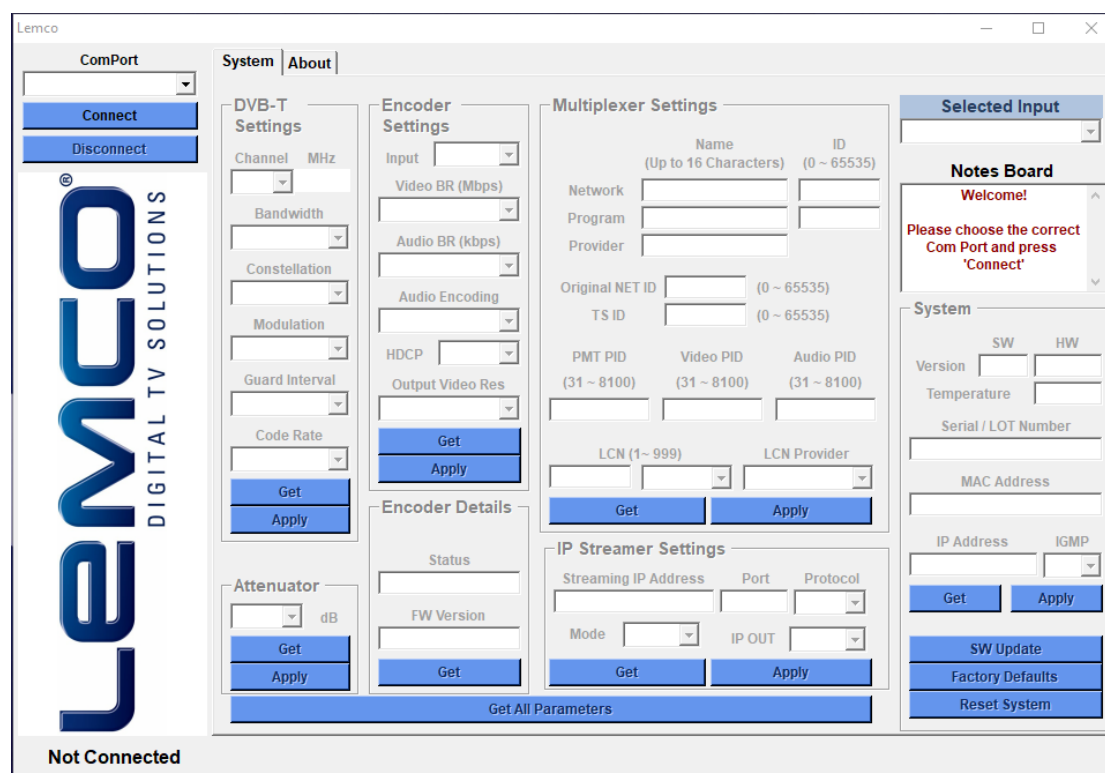 Lemco
ComPort
Connect
Disconnect
LEMCO®
DIGITAL TV SOLUTIONS
Not Connected
System
About
DVB-T
Settings
Channel MHz
Bandwidth
Constellation
Modulation
Guard Interval
Code Rate
Get
Apply
Attenuator
dB
Get
Apply
Encoder
Settings
Input
Video BR (Mbps)
Audio BR (kbps)
Audio Encoding
HDCP
Output Video Res
Get
Apply
Encoder Details
Status
FW Version
Get
Multiplexer Settings
Name ID
(Up to 16 Characters) (0 ~ 65535)
Network
Program
Provider
Original NET ID (0 ~ 65535)
TS ID (0 ~ 65535)
PMT PID Video PID Audio PID
(31 ~ 8100) (31 ~ 8100) (31 ~ 8100)
LCN (1~ 999) LCN Provider
Get Apply
IP Streamer Settings
Streaming IP Address Port Protocol
Mode IP OUT
Get Apply
Get All Parameters
Selected Input
Notes Board
Welcome!
Please choose the correct
Com Port and press
'Connect'
System
SW HW
Version
Temperature
Serial / LOT Number
MAC Address
IP Address IGMP
Get Apply
SW Update
Factory Defaults
Reset System